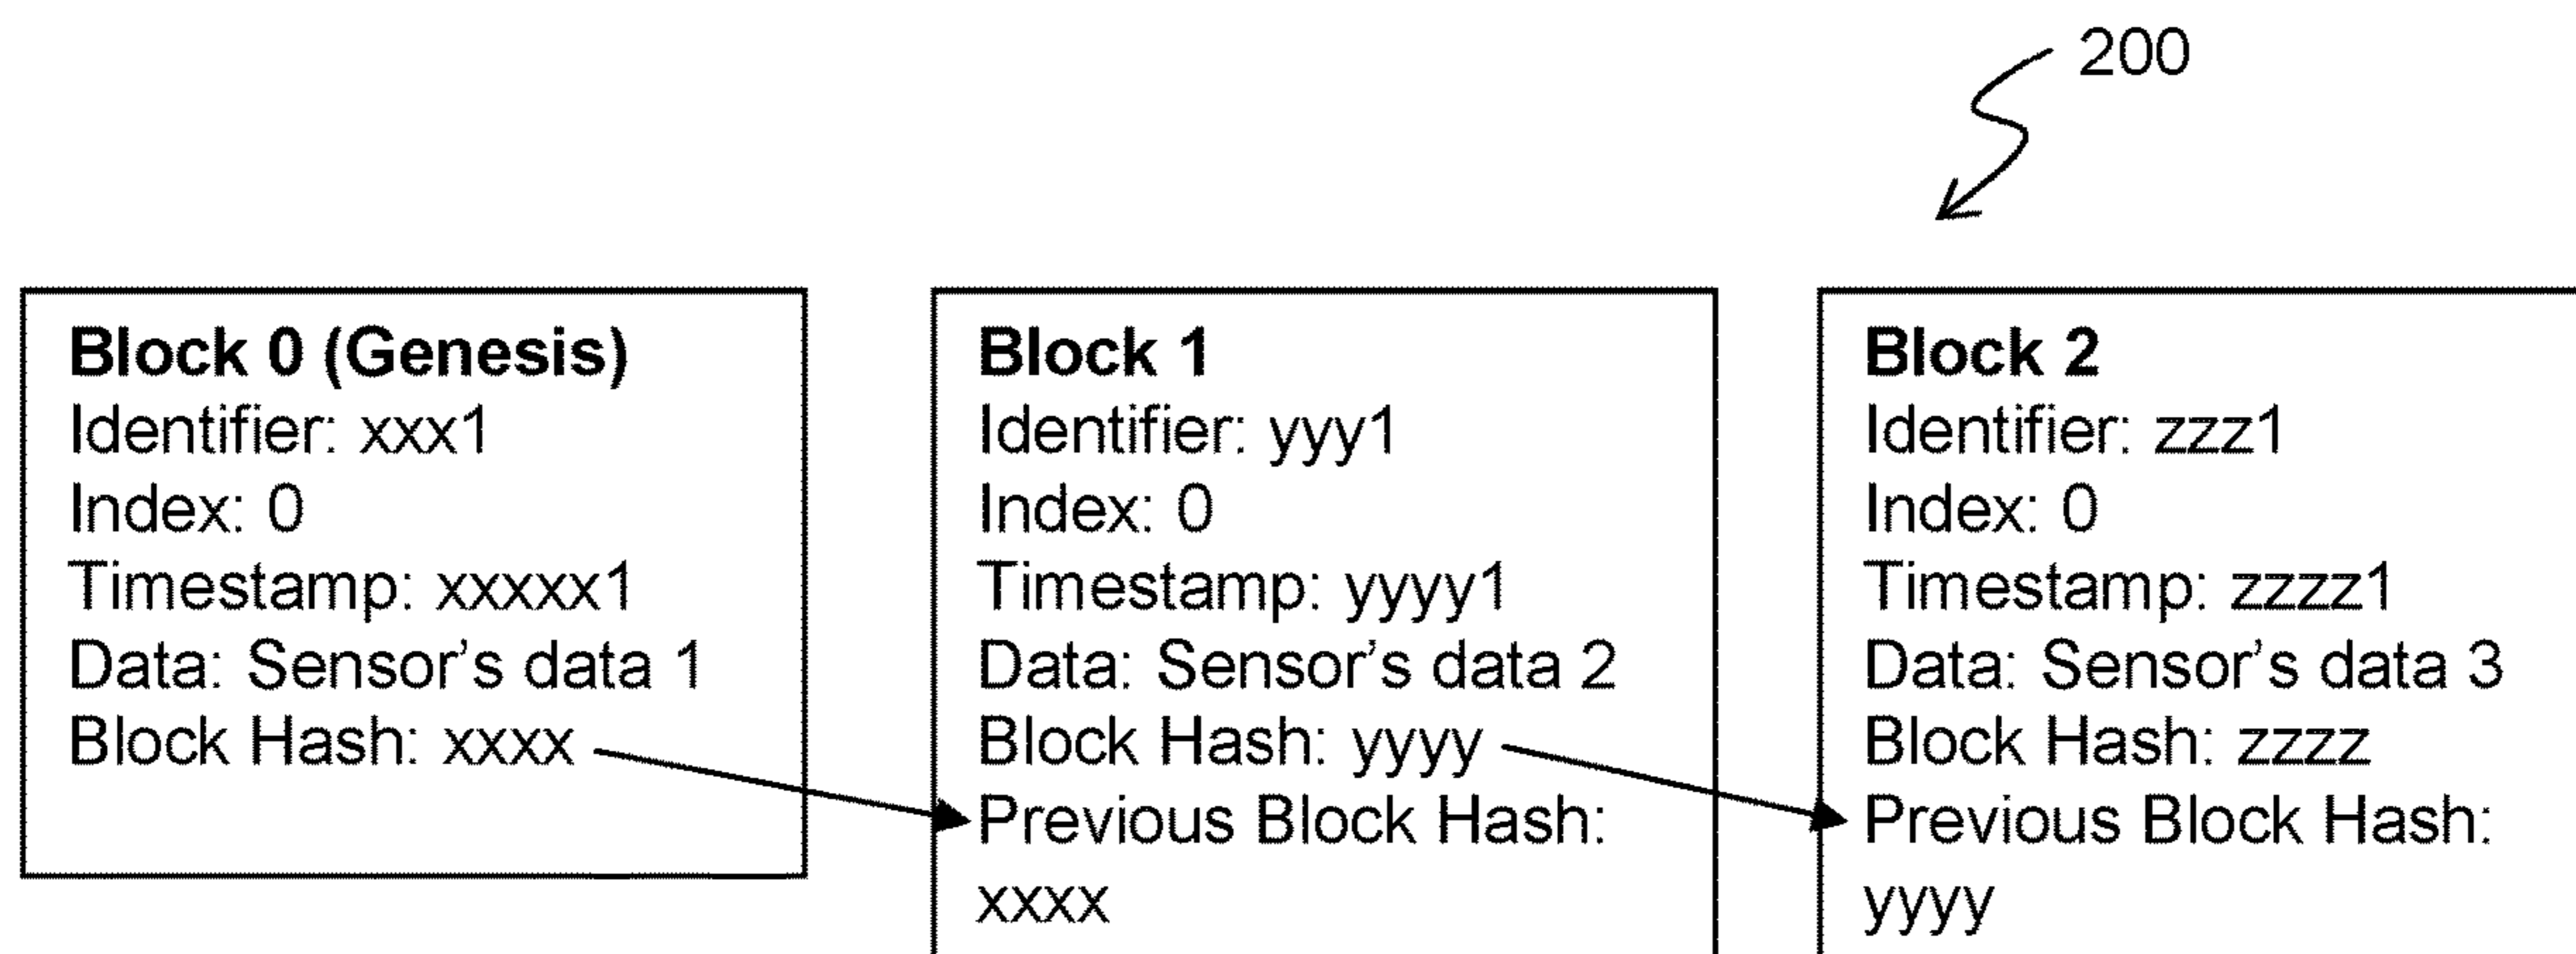 200
Block 0 (Genesis)
Identifier: xxx1
Index: 0
Timestamp: xxxxx1
Data: Sensor’s data 1
Block Hash: xxxx
Block 1
Identifier: yyy1
Index: 0
Timestamp: yyyy1
Data: Sensor’s data 2
Block Hash: yyyy
Previous Block Hash:
xxxx
Block 2
Identifier: zzz1
Index: 0
Timestamp: zzzz1
Data: Sensor’s data 3
Block Hash: zzzz
Previous Block Hash:
yyyy